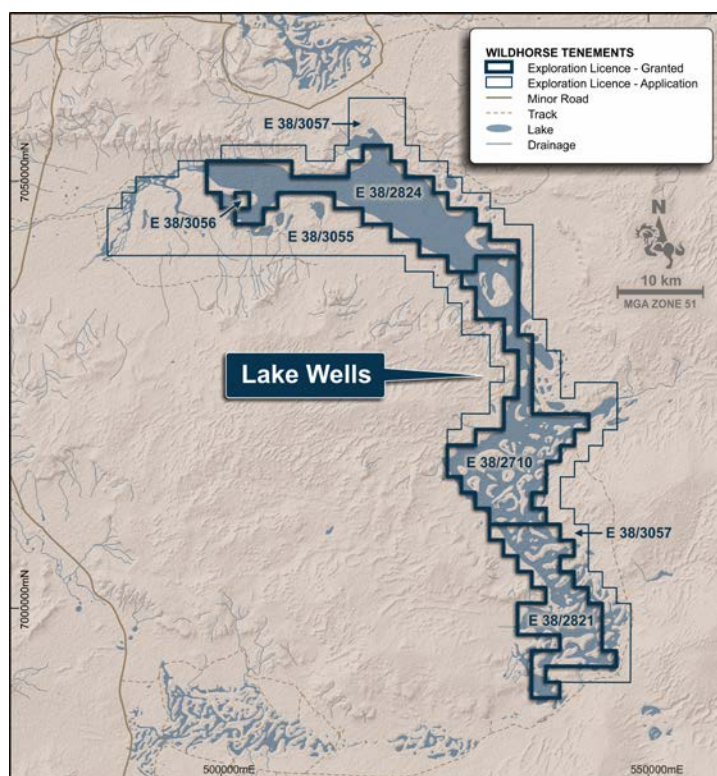 WILDHORSE TENEMENTS
Exploration Licence - Granted
Exploration Licence - Application
Minor Road
Track
Lake
Drainage
E 38/3057
7050000mN
E 38/2824
E 38/3056
E 38/3055
N
10 km
MGA ZONE 51
Lake Wells
E 38/2710
E 38/3057
7000000mN
E 38/2821
500000mE
550000mE